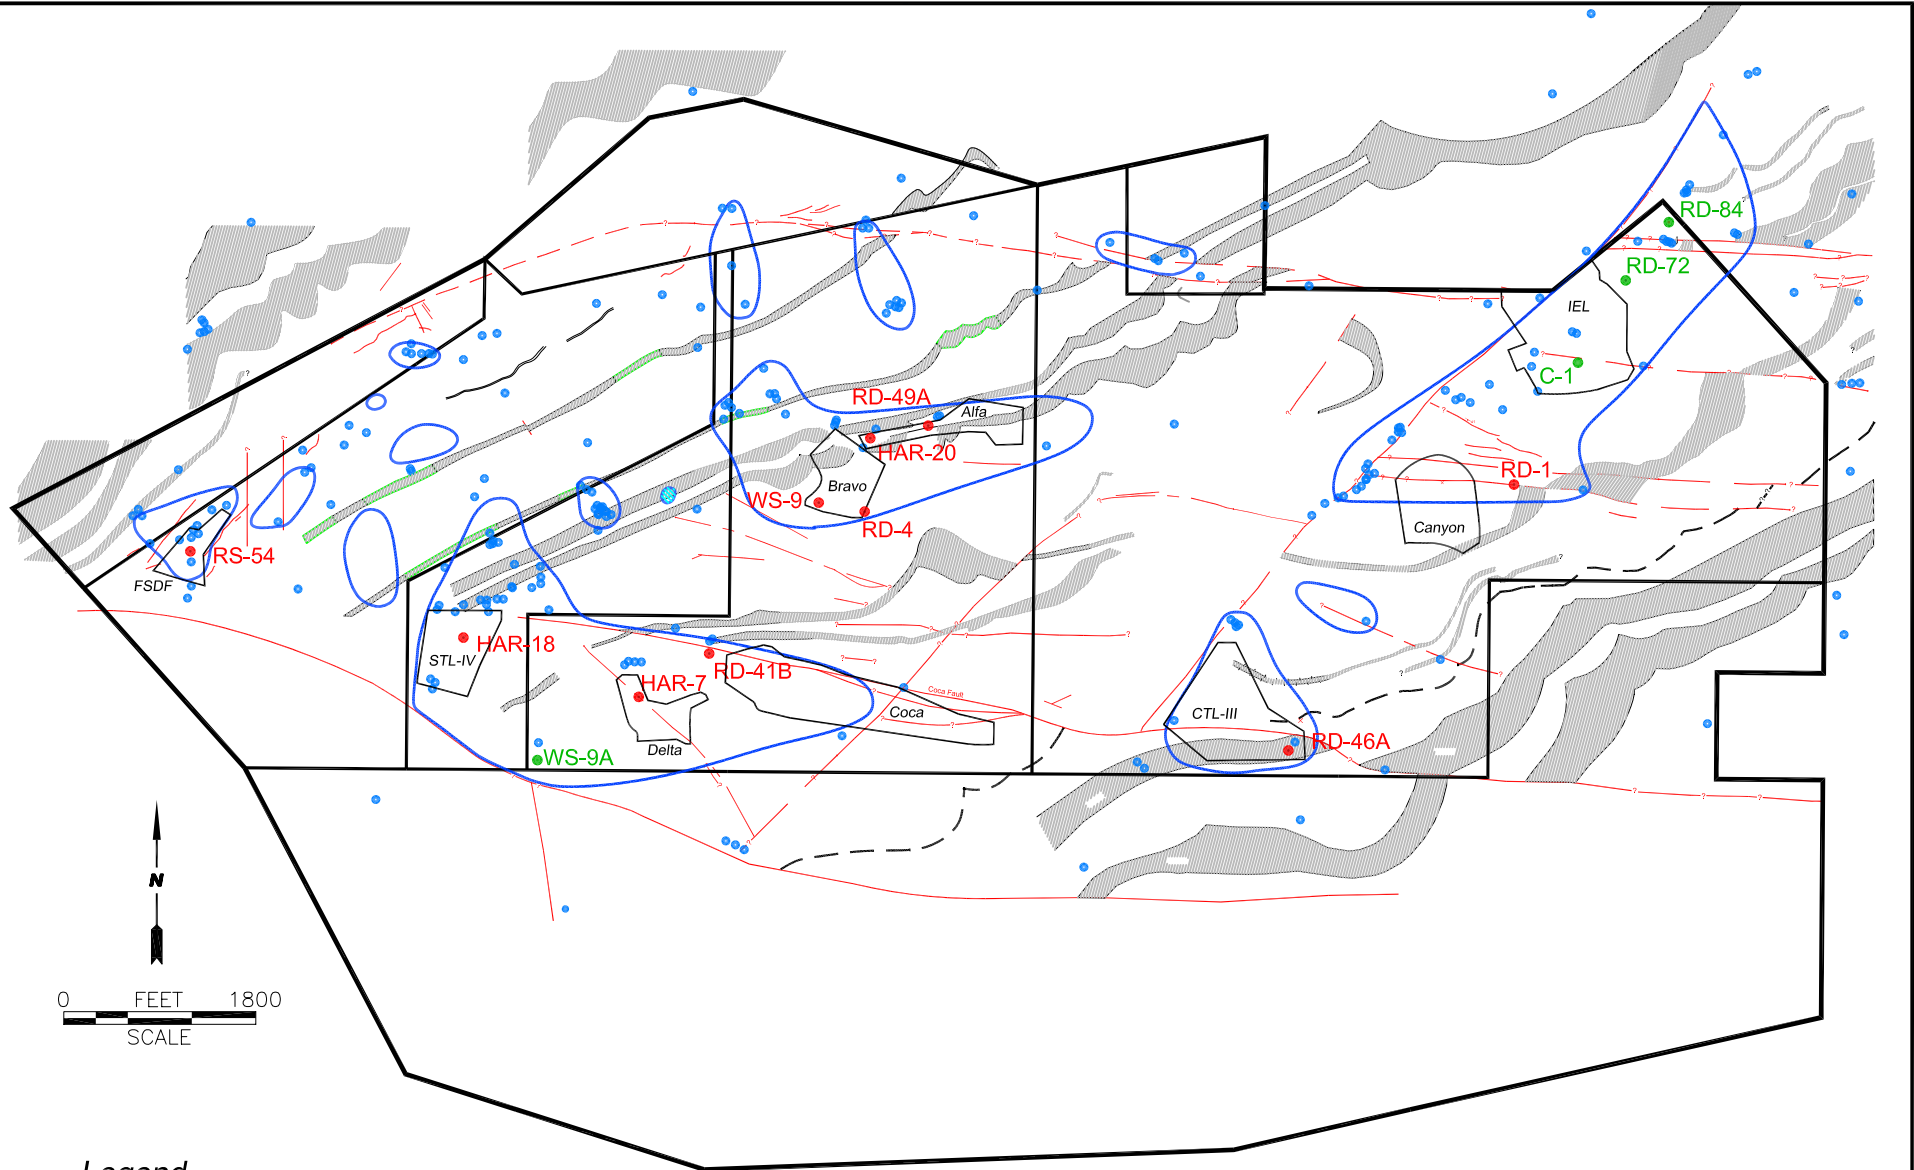 RD-84
RD-72
IEL
C-1
RD-49A
Alfa
HAR-20
RD-1
Bravo
WS-9
RD-4
Canyon
RS-54
FSDF
HAR-18
STL-IV
RD-41B
HAR-7
Coca Fault
Coca
CTL-III
RD-46A
Delta
WS-9A
N
0 FEET 1800
SCALE
Legend